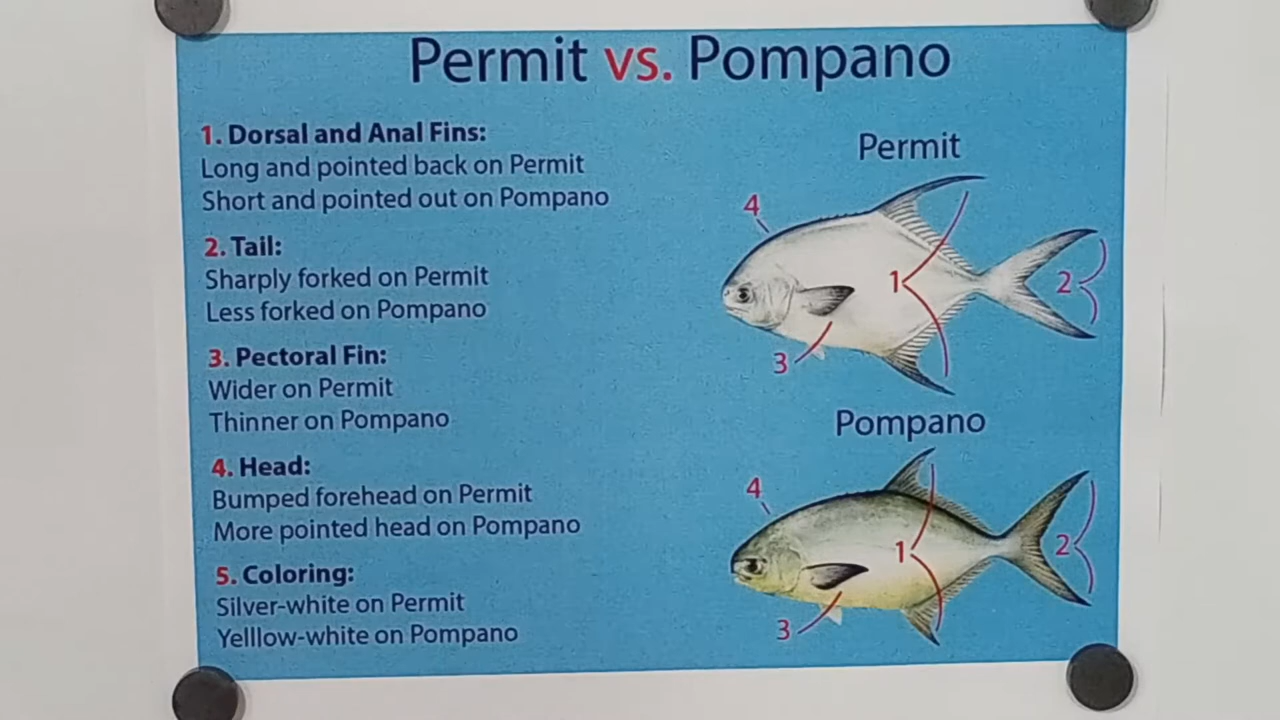 Permit vs. Pompano
1. Dorsal and Anal Fins:
Long and pointed back on Permit
Short and pointed out on Pompano
2. Tail:
Sharply forked on Permit
Less forked on Pompano
3. Pectoral Fin:
Wider on Permit
Thinner on Pompano
4. Head:
Bumped forehead on Permit
More pointed head on Pompano
5. Coloring:
Silver-white on Permit
Yelllow-white on Pompano
Permit
4
1
2
3
Pompano
4
1
2
3